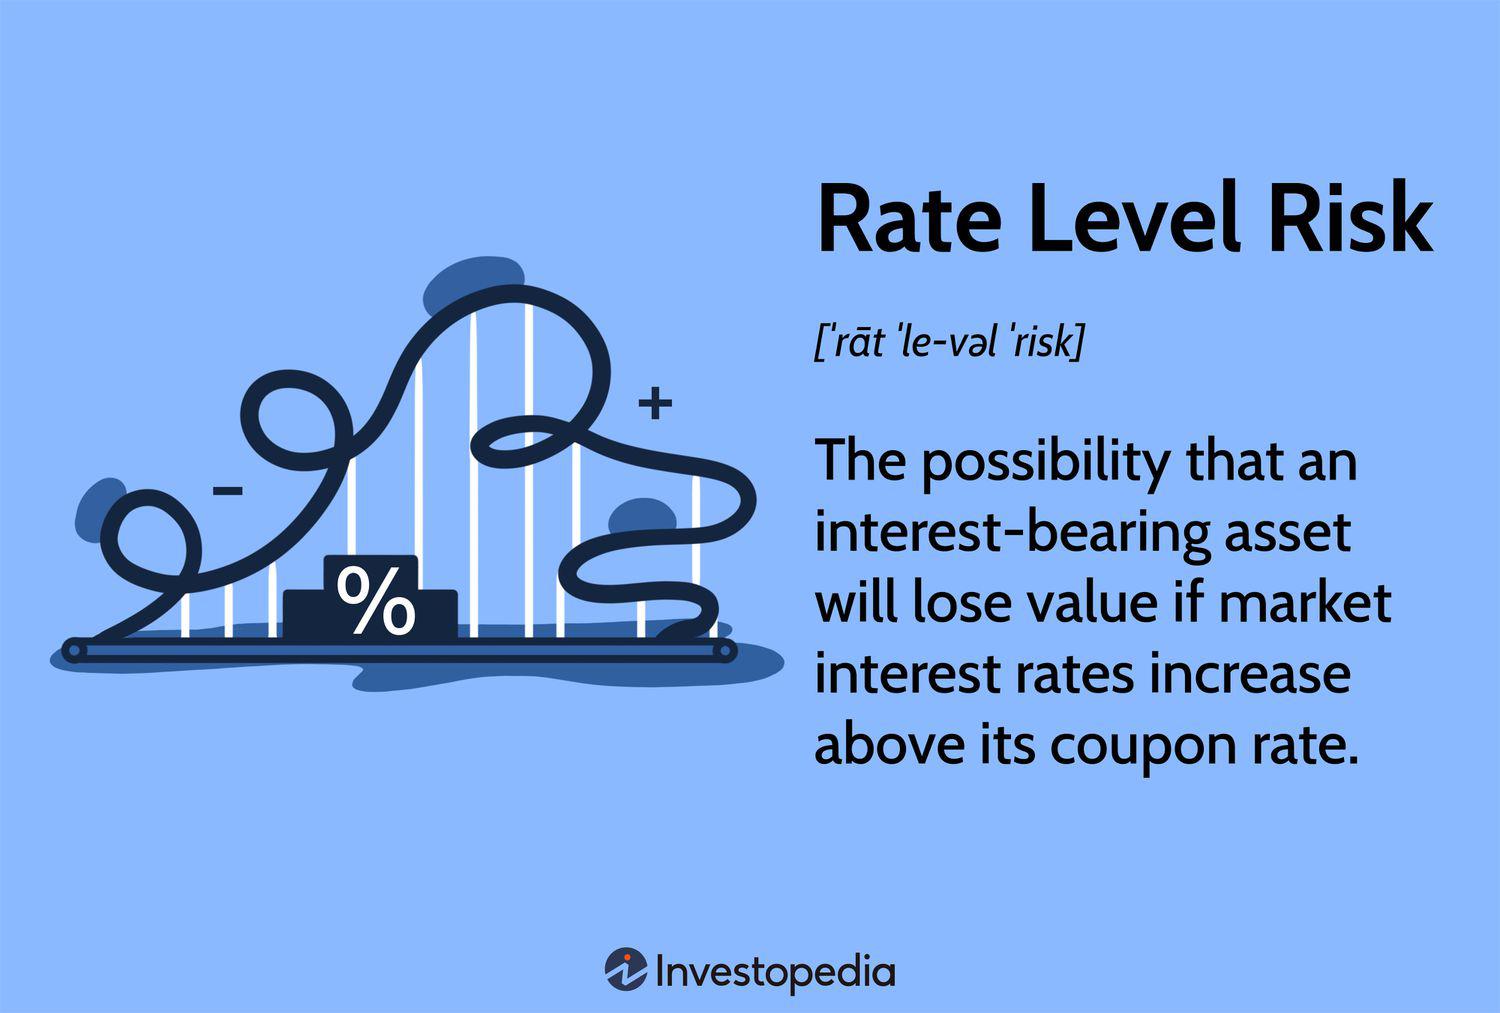 Rate Level Risk
[ˈrāt ˈle-vəl ˈrisk]
+
−
The possibility that an
interest-bearing asset
will lose value if market
interest rates increase
above its coupon rate.
%
Investopedia